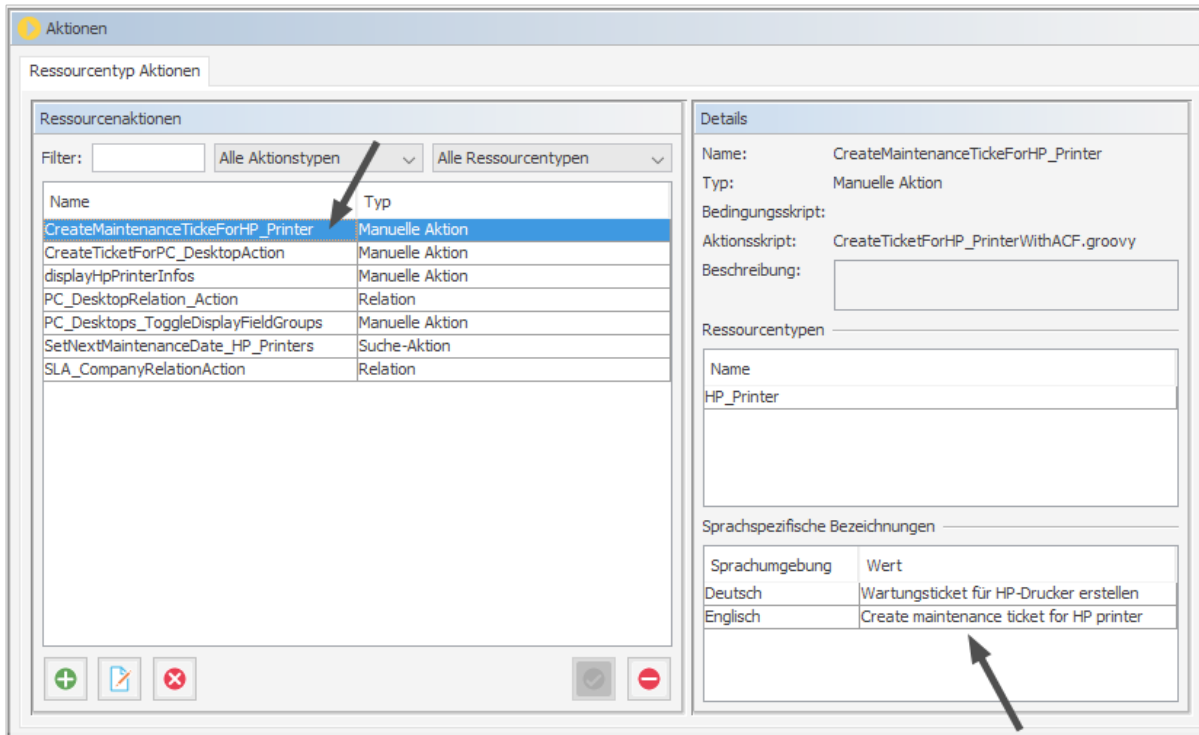 Aktionen
Ressourcentyp Aktionen
Ressourcenaktionen
Filter: Alle Aktionstypen Alle Ressourcentypen
Name Typ
CreateMaintenanceTickeForHP_Printer Manuelle Aktion
CreateTicketForPC_DesktopAction Manuelle Aktion
displayHpPrinterInfos Manuelle Aktion
PC_DesktopRelation_Action Relation
PC_Desktops_ToggleDisplayFieldGroups Manuelle Aktion
SetNextMaintenanceDate_HP_Printers Suche-Aktion
SLA_CompanyRelationAction Relation
Details
Name: CreateMaintenanceTickeForHP_Printer
Typ: Manuelle Aktion
Bedingungsskript:
Aktionsskript: CreateTicketForHP_PrinterWithACF.groovy
Beschreibung:
Ressourcentypen
Name
HP_Printer
Sprachspezifische Bezeichnungen
Sprachumgebung Wert
Deutsch Wartungsticket für HP-Drucker erstellen
Englisch Create maintenance ticket for HP printer